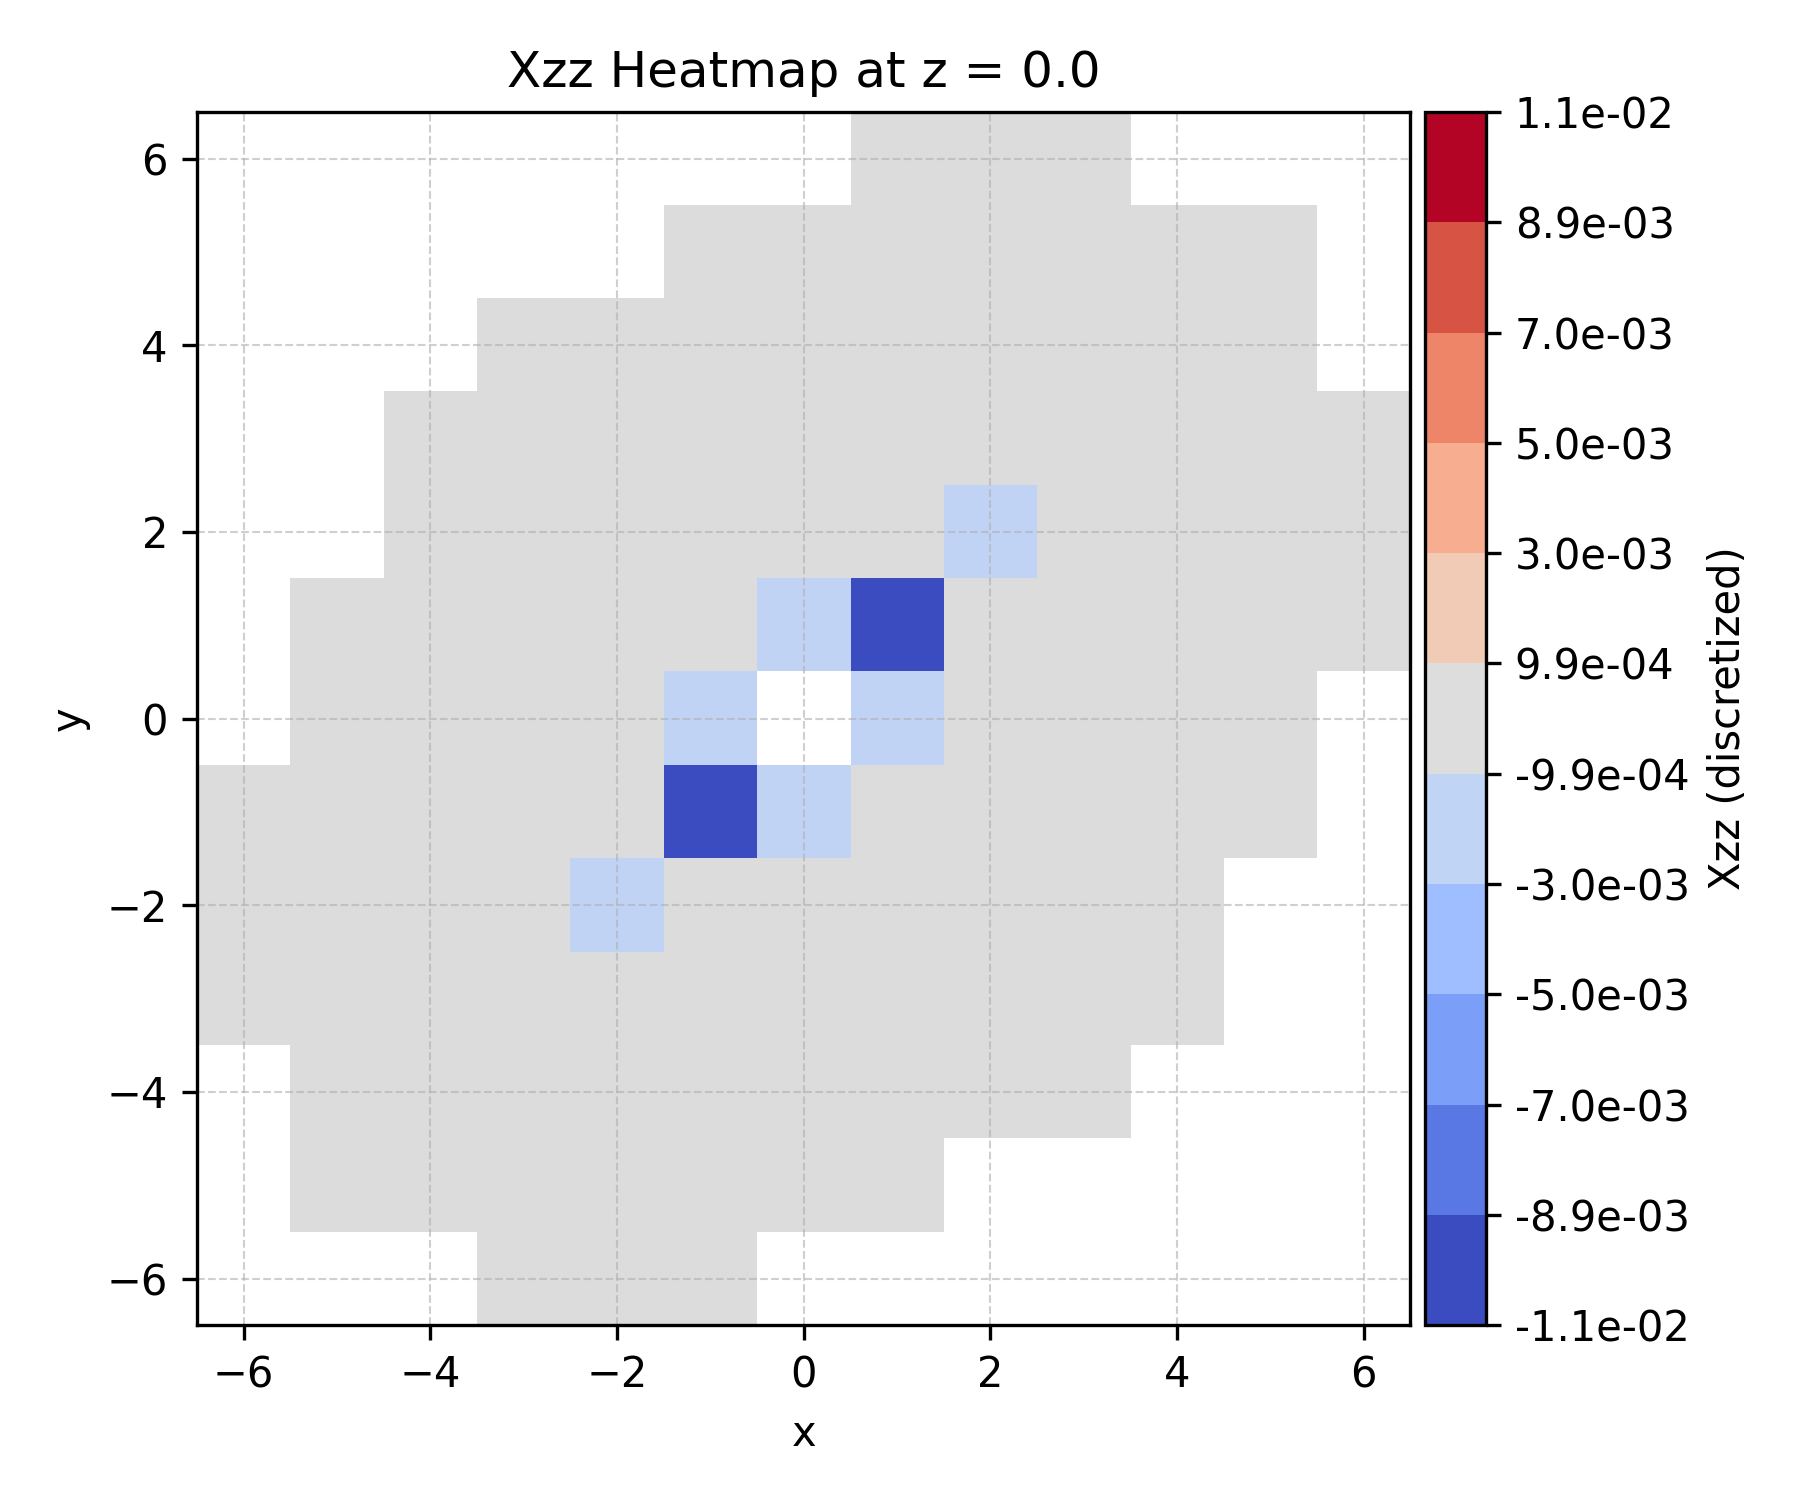 Xzz Heatmap at z = 0.0
6
4
2
0
−2
−4
−6
y
−6
−4
−2
0
2
4
6
x
1.1e-02
8.9e-03
7.0e-03
5.0e-03
3.0e-03
9.9e-04
-9.9e-04
-3.0e-03
-5.0e-03
-7.0e-03
-8.9e-03
-1.1e-02
Xzz (discretized)